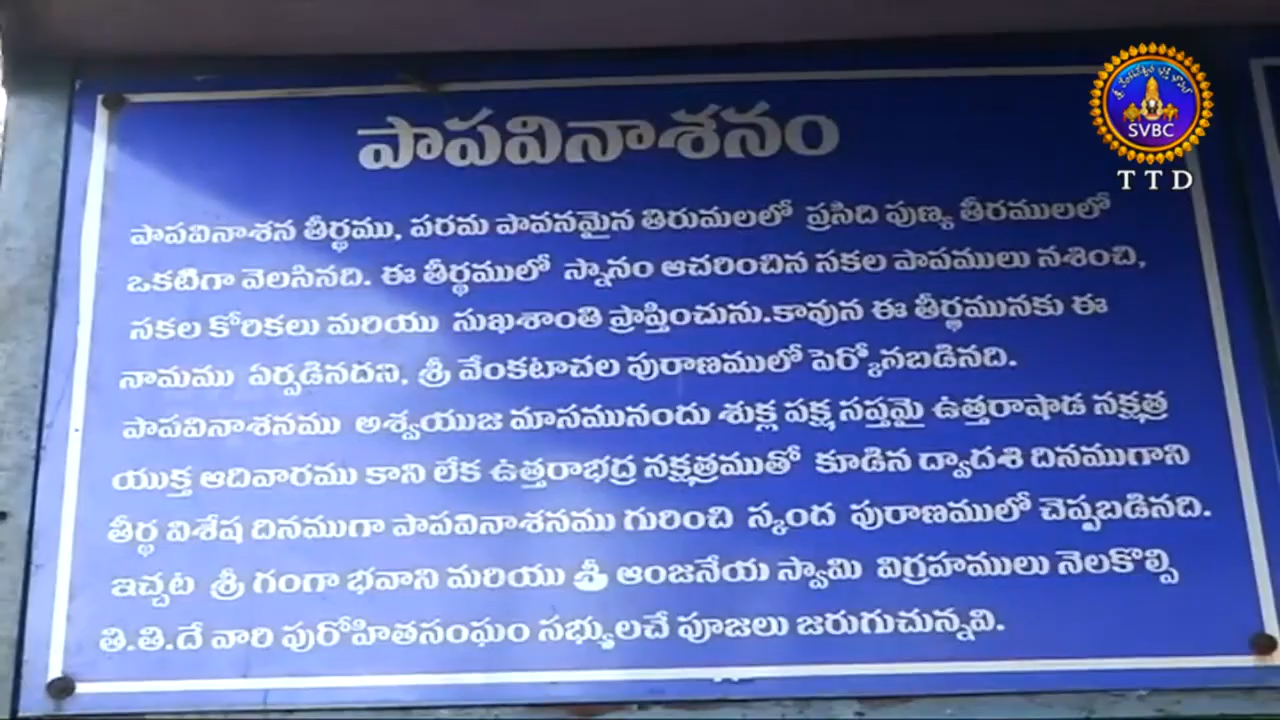 పాపవినాశనం
SVBC
TTD
పాపవినాశన తీర్థము, పరమ పావనమైన తిరుమలలో ప్రసిది పుణ్య తీరములలో
ఒకటిగా వెలసినది. ఈ తీర్థములో స్నానం ఆచరించిన సకల పాపములు నశించి,
సకల కోరికలు మరియు సుఖశాంతి ప్రాప్తించును.కావున ఈ తీర్థమునకు ఈ
నామము ఏర్పడినదని, శ్రీ వేంకటాచల పురాణములో పెర్కోనబడినది.
పాపవినాశనము అశ్వయుజ మాసమునందు శుక్ల పక్ష సప్తమై ఉత్తరాషాడ నక్షత్ర
యుక్త ఆదివారము కాని లేక ఉత్తరాభద్ర నక్షత్రముతో కూడిన ద్వాదశి దినముగాని
తీర్థ విశేష దినముగా పాపవినాశనము గురించి స్కంద పురాణములో చెప్పబడినది.
ఇచ్చట శ్రీ గంగా భవాని మరియు శ్రీ ఆంజనేయ స్వామి విగ్రహములు నెలకొల్పి
తి.తి.దే వారి పురోహితసంఘం సభ్యులచే పూజలు జరుగుచున్నవి.